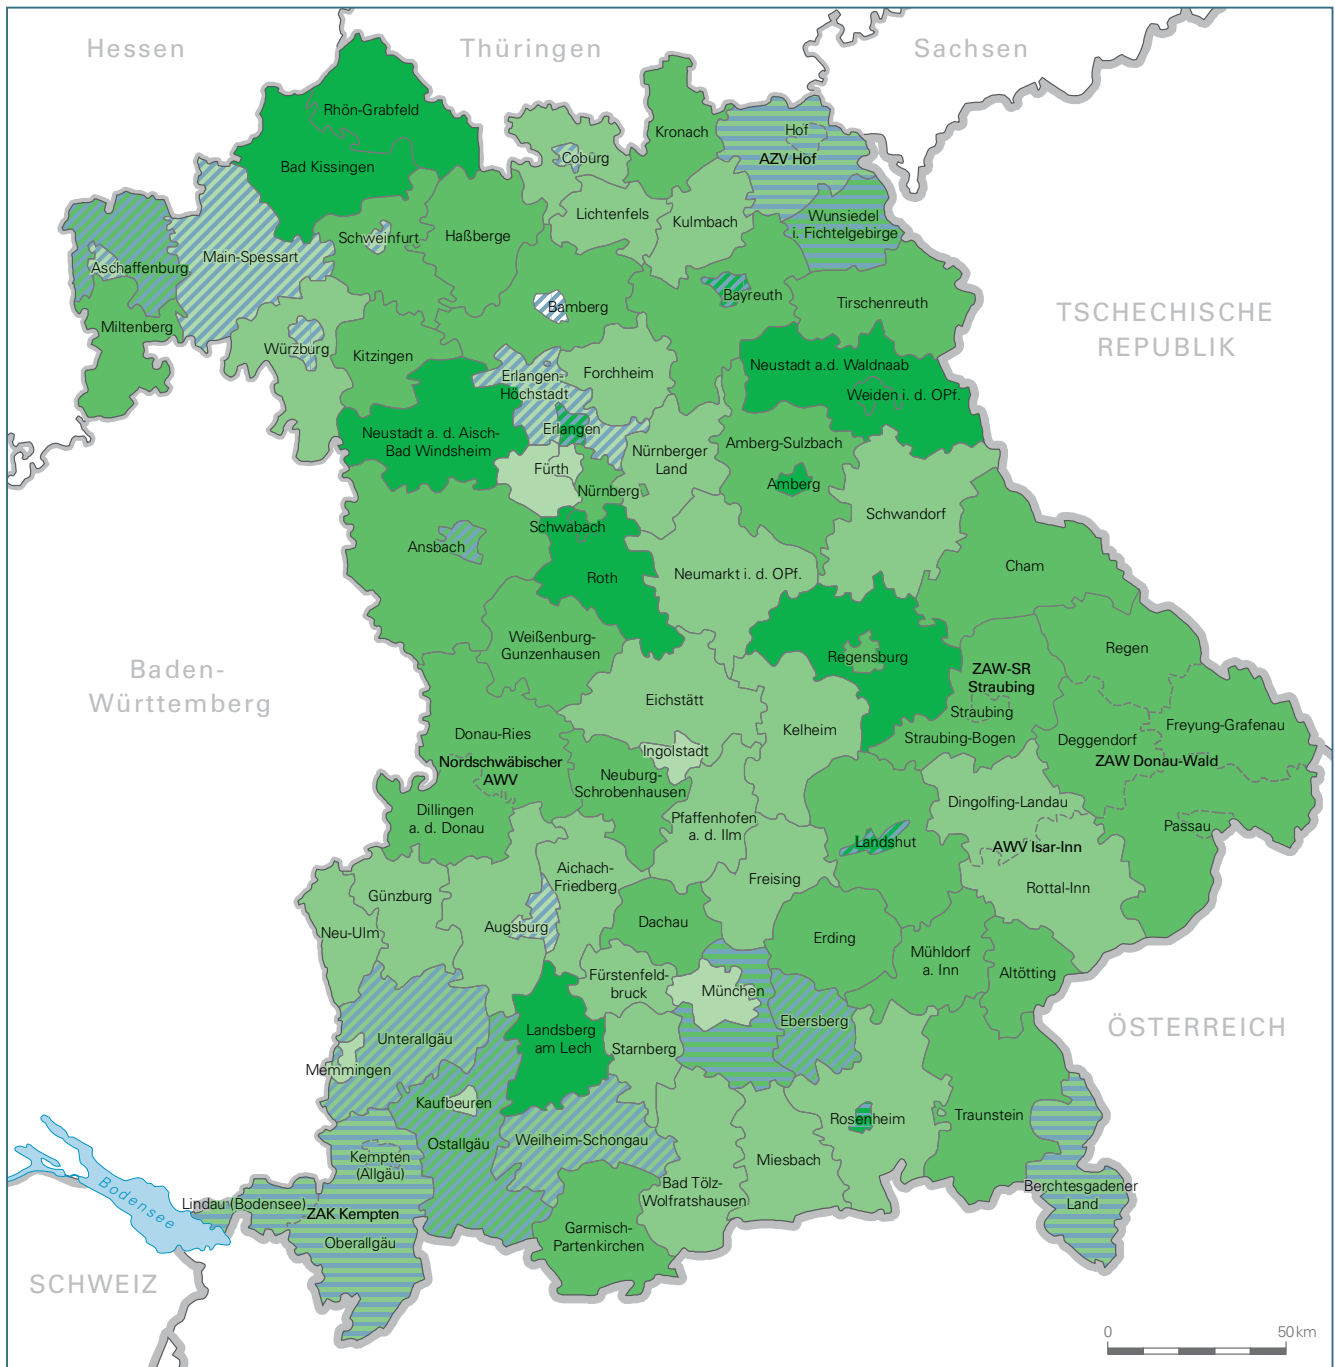 Hessen
Thüringen
Sachsen
Rhön-Grabfeld
Bad Kissingen
Kronach
Hof
AZV Hof
Coburg
Lichtenfels
Kulmbach
Wunsiedel
i. Fichtelgebirge
Schweinfurt
Haßberge
Main-Spessart
Aschaffenburg
Miltenberg
Bamberg
Bayreuth
Tirschenreuth
TSCHECHISCHE
REPUBLIK
Würzburg
Kitzingen
Erlangen-
Höchstadt
Forchheim
Neustadt a.d. Waldnaab
Weiden i. d. OPf.
Neustadt a. d. Aisch-
Bad Windsheim
Erlangen
Fürth
Nürnberg
Nürnberger
Land
Amberg-Sulzbach
Amberg
Schwandorf
Schwabach
Ansbach
Roth
Neumarkt i. d. OPf.
Cham
Weißenburg-
Gunzenhausen
Regensburg
Regen
ZAW-SR
Straubing
Straubing
Straubing-Bogen
Baden-
Württemberg
Eichstätt
Kelheim
Ingolstadt
Deggendorf
Freyung-Grafenau
ZAW Donau-Wald
Passau
Donau-Ries
Nordschwäbischer
AWV
Neuburg-
Schrobenhausen
Dillingen
a. d. Donau
Pfaffenhofen
a. d. Ilm
Dingolfing-Landau
AWV Isar-Inn
Rottal-Inn
Landshut
Aichach-
Friedberg
Freising
Günzburg
Neu-Ulm
Augsburg
Dachau
Erding
Mühldorf
a. Inn
Altötting
Fürstenfeld-
bruck
München
Ebersberg
ÖSTERREICH
Unterallgäu
Landsberg
am Lech
Starnberg
Memmingen
Kaufbeuren
Ostallgäu
Weilheim-Schongau
Rosenheim
Traunstein
Miesbach
Kempten
(Allgäu)
Bad Tölz-
Wolfratshausen
Berchtesgadener
Land
Bodensee
Lindau (Bodensee)
ZAK Kempten
Oberallgäu
Garmisch-
Partenkirchen
SCHWEIZ
0 50 km